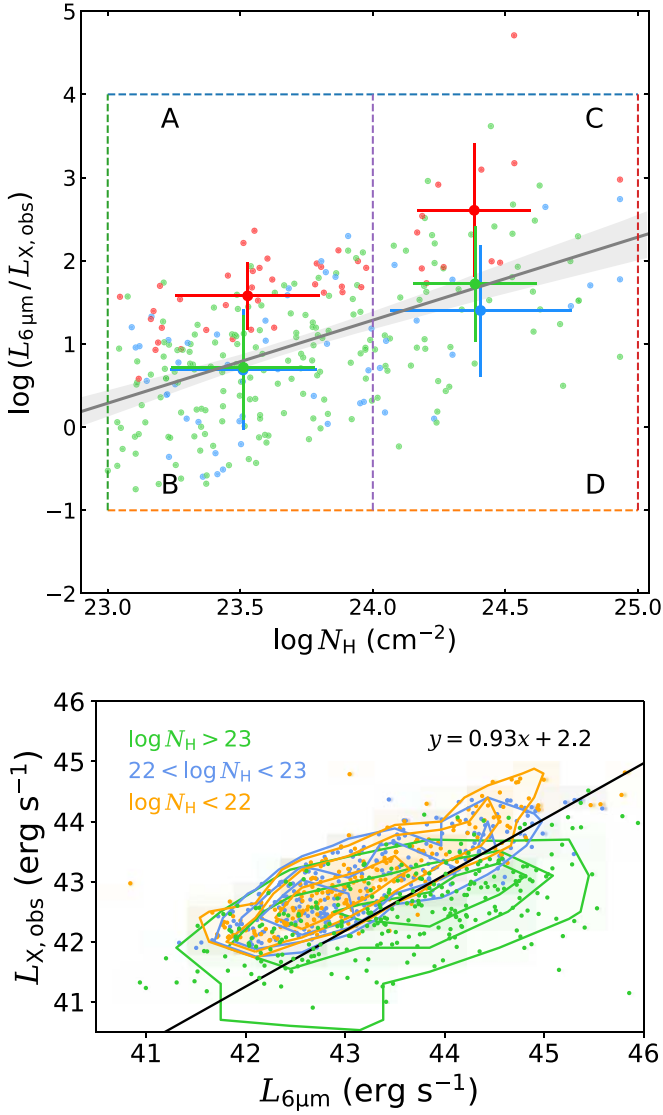 5
4
3
2
1
0
−1
−2
A
C
B
D
log (L6 μm / LX, obs)
23.0 23.5 24.0 24.5 25.0
log NH (cm−2)
46
45
44
43
42
41
log NH > 23
22 < log NH < 23
log NH < 22
y = 0.93x + 2.2
LX, obs (erg s−1)
41 42 43 44 45 46
L6μm (erg s−1)